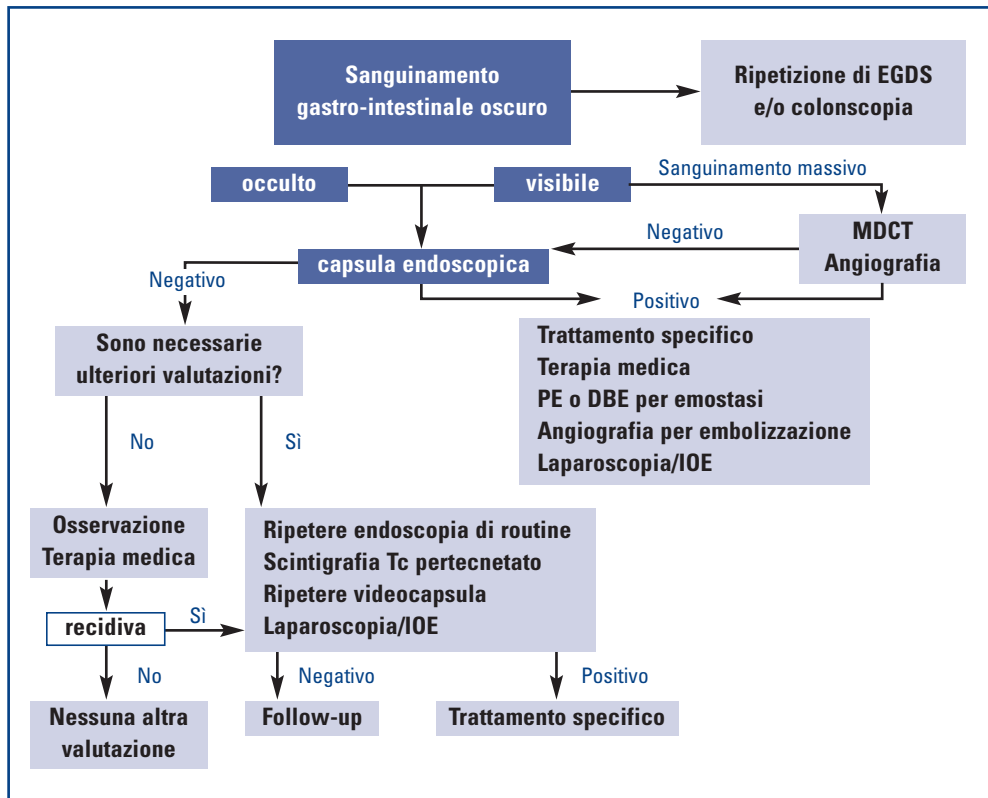 Sanguinamento
gastro-intestinale oscuro
Ripetizione di EGDS
e/o colonscopia
occulto
visibile
Sanguinamento massivo
MDCT
Angiografia
Negativo
capsula endoscopica
Negativo
Positivo
Sono necessarie
ulteriori valutazioni?
Trattamento specifico
Terapia medica
PE o DBE per emostasi
Angiografia per embolizzazione
Laparoscopia/IOE
No
Sì
Osservazione
Terapia medica
Ripetere endoscopia di routine
Scintigrafia Tc pertecnetato
Ripetere videocapsula
Laparoscopia/IOE
recidiva
Sì
No
Negativo
Positivo
Nessuna altra
valutazione
Follow-up
Trattamento specifico